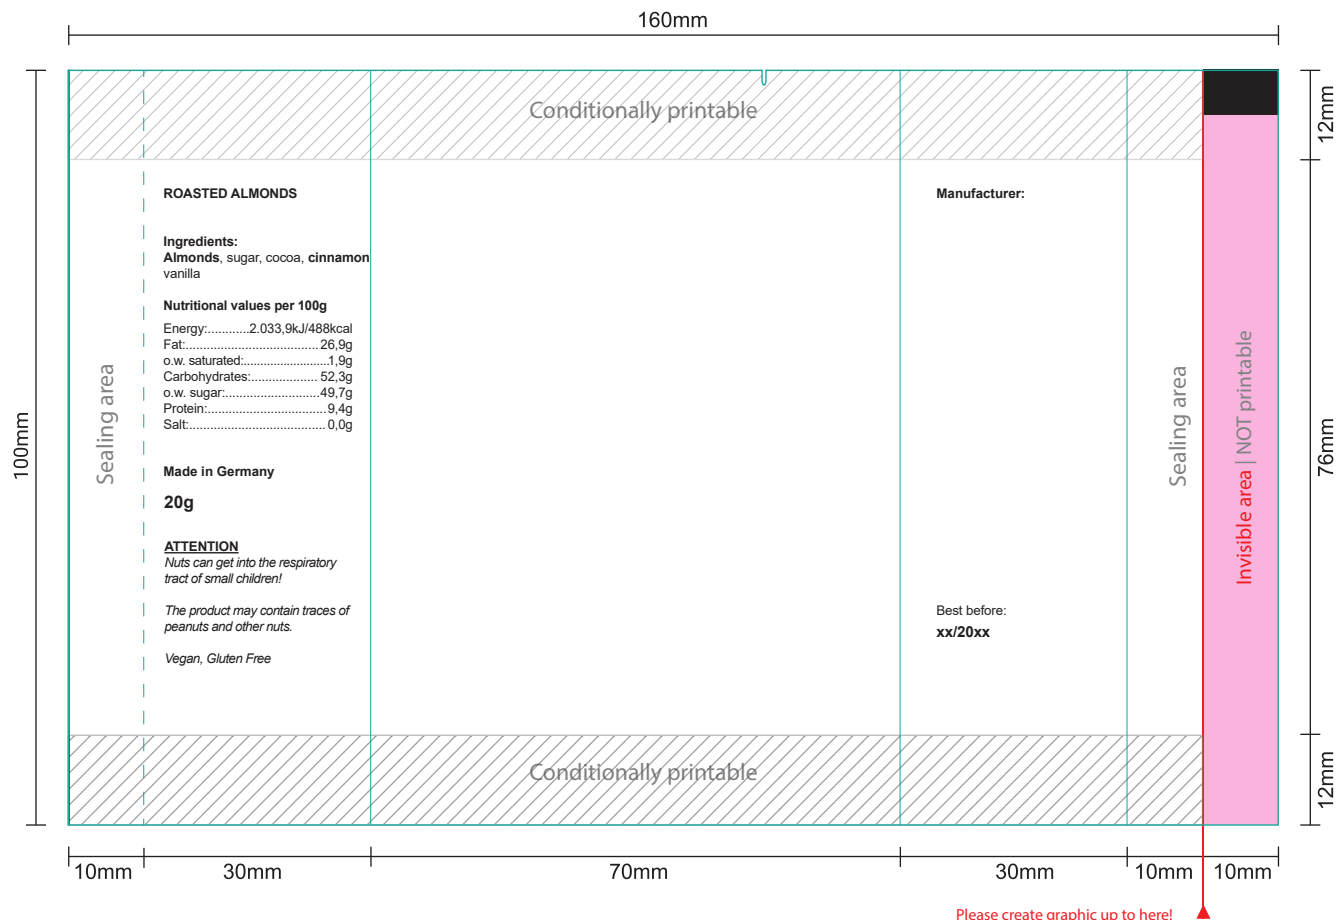 160mm
Conditionally printable
12mm
ROASTED ALMONDS
Ingredients:
Almonds, sugar, cocoa, cinnamon
vanilla
Nutritional values per 100g
Energy:............2.033,9kJ/488kcal
Fat:.......................................26,9g
o.w. saturated:.........................1,9g
Carbohydrates:................... 52,3g
o.w. sugar:...........................49,7g
Protein:..................................9,4g
Salt:....................................... 0,0g
Made in Germany
20g
ATTENTION
Nuts can get into the respiratory
tract of small children!
The product may contain traces of
peanuts and other nuts.
Vegan, Gluten Free
Manufacturer:
Best before:
xx/20xx
100mm
Sealing area
Sealing area
Invisible area | NOT printable
76mm
Conditionally printable
12mm
10mm
30mm
70mm
30mm
10mm
10mm
Please create graphic up to here!